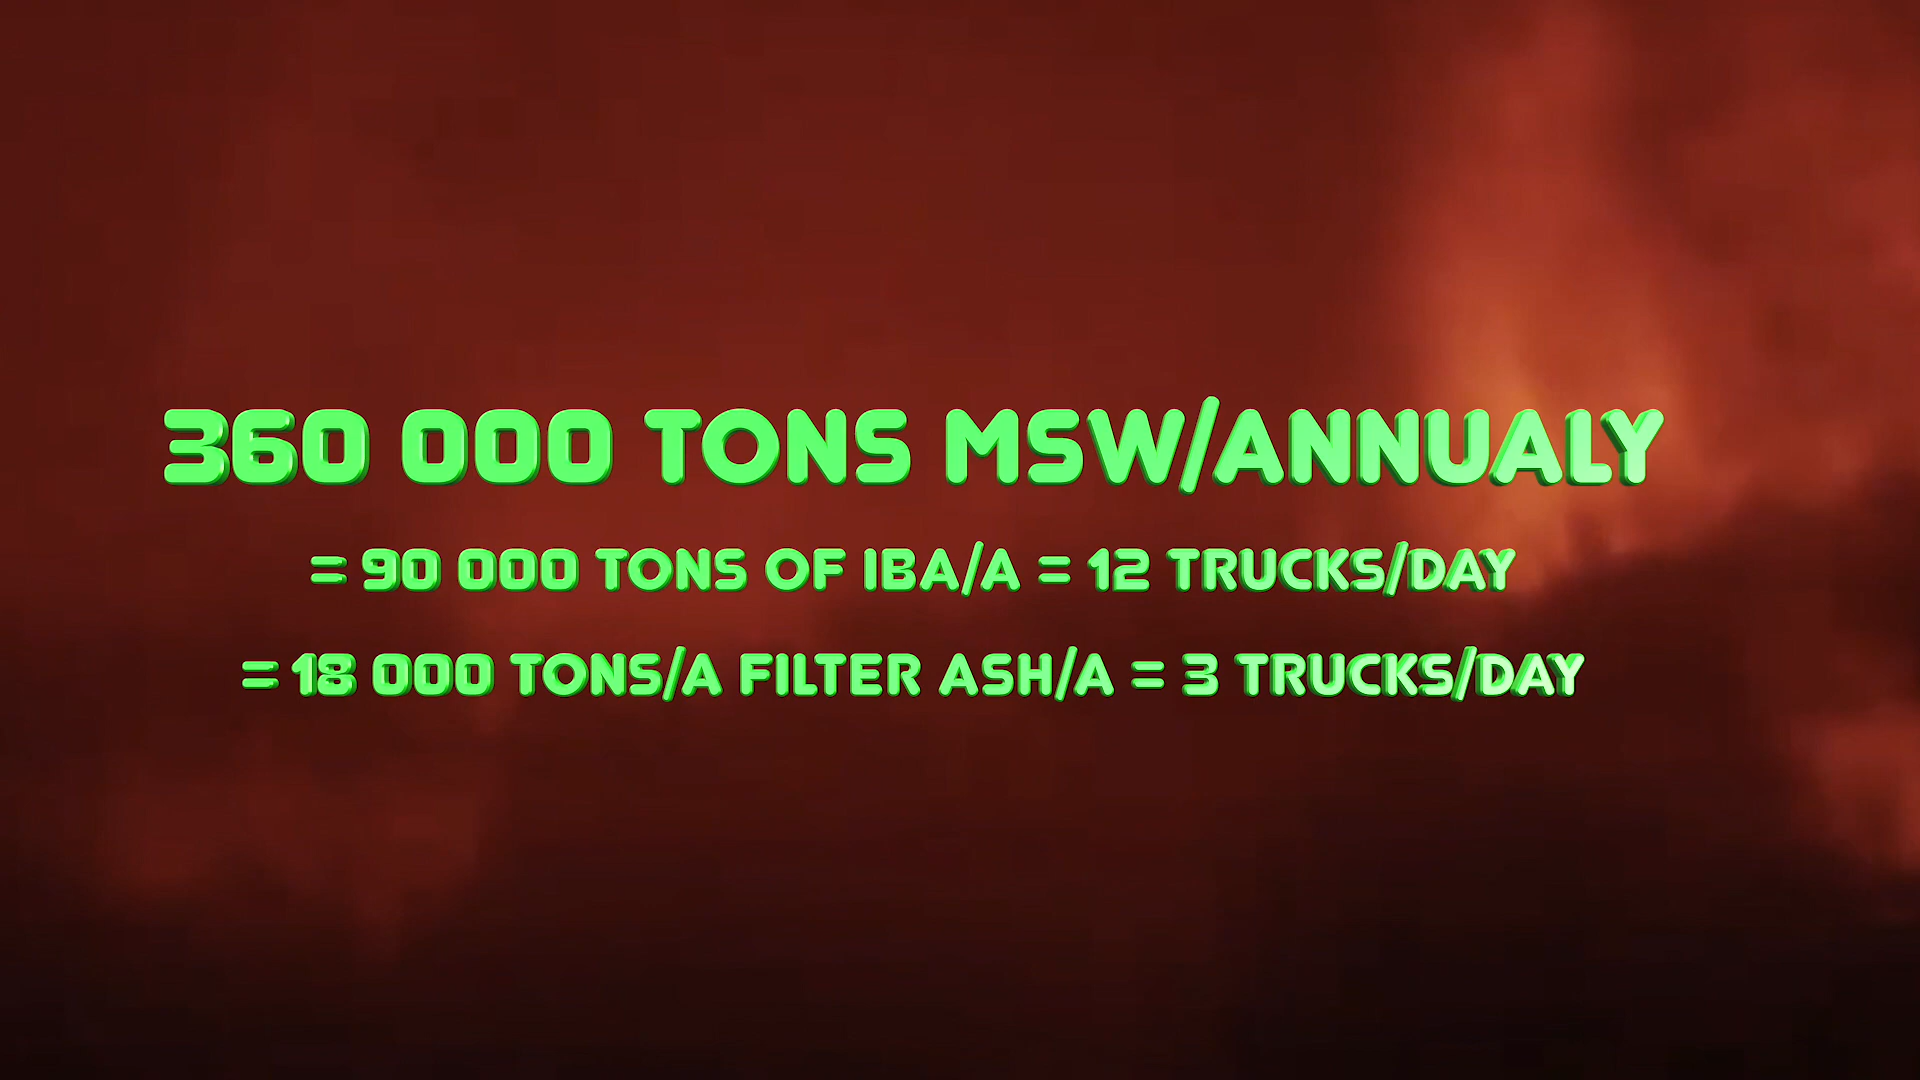 360 000 TONS MSW/ANNUALY
= 90 000 TONS OF IBA/A = 12 TRUCKS/DAY
= 18 000 TONS/A FILTER ASH/A = 3 TRUCKS/DAY